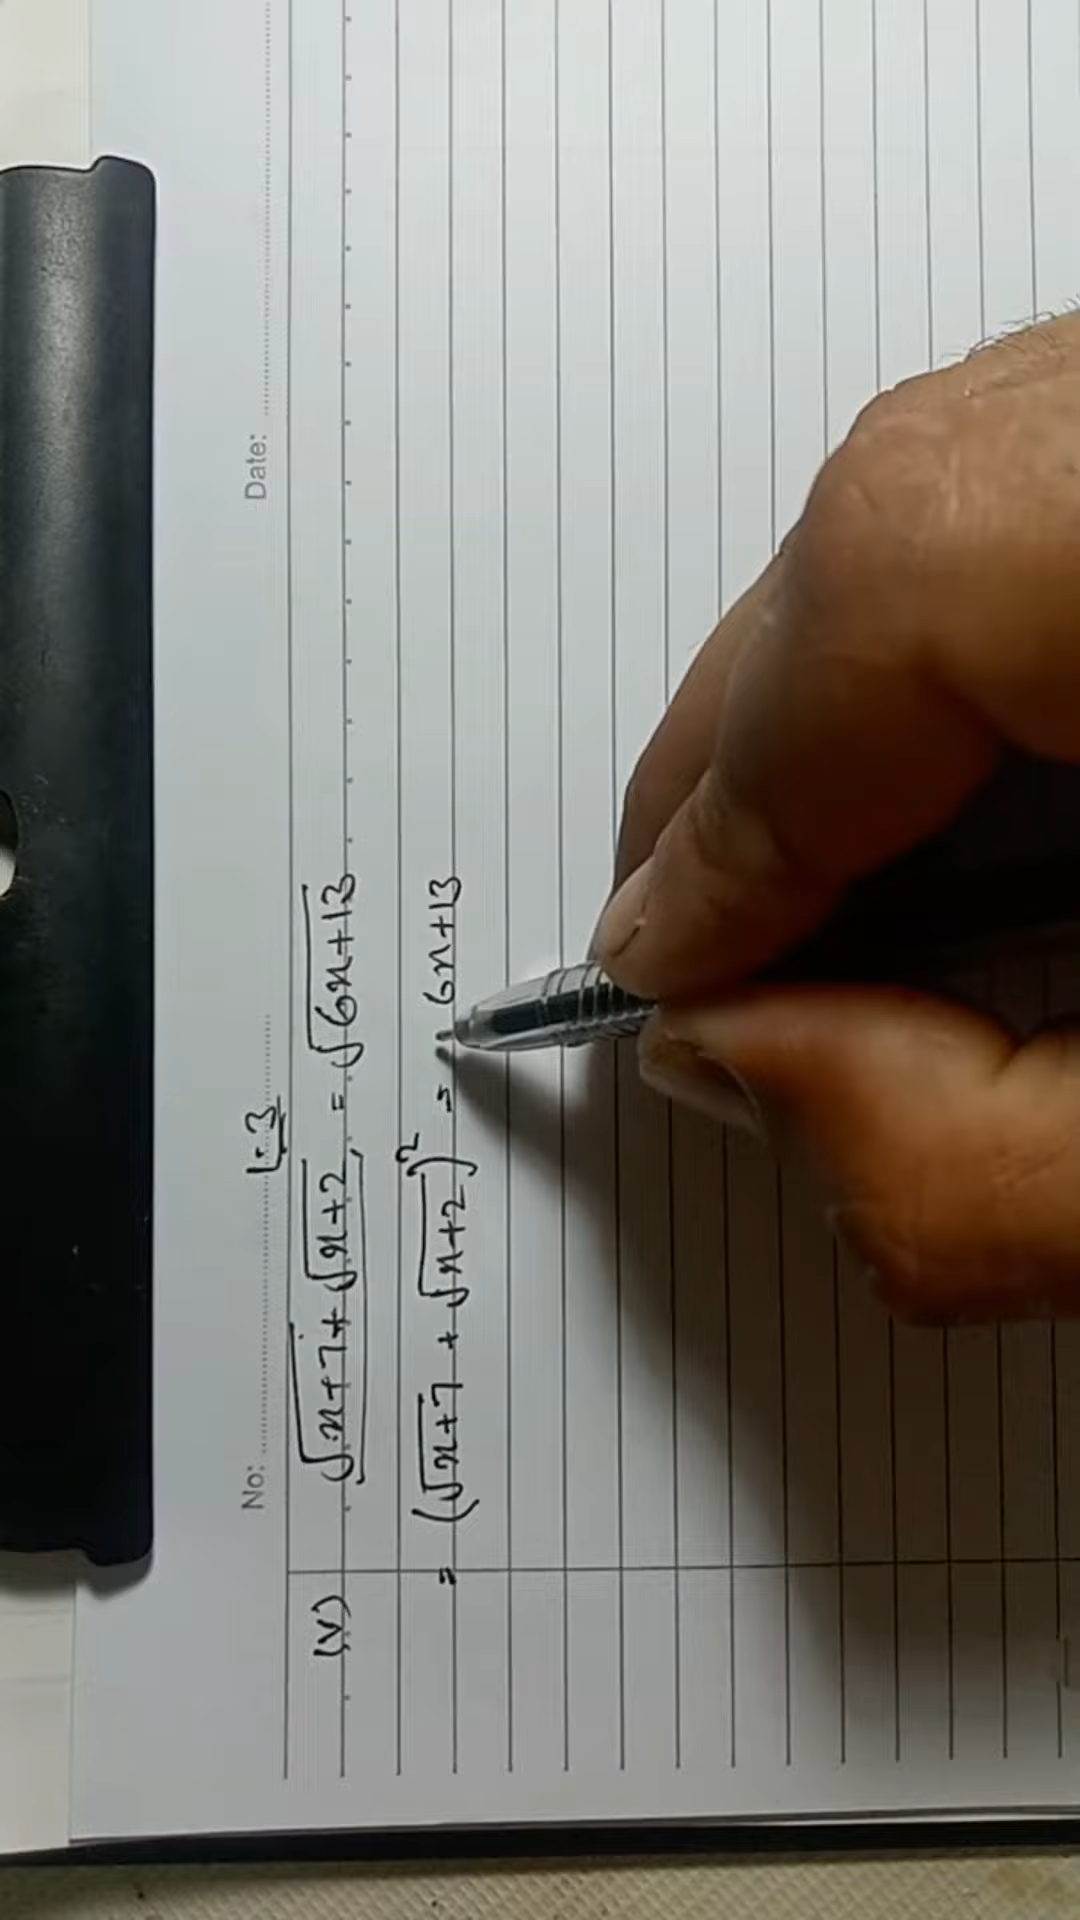 No: 1.3 Date:
(v) √x+7 + √x+2 = √6x+13
= (√x+7 + √x+2)² = 6x+13